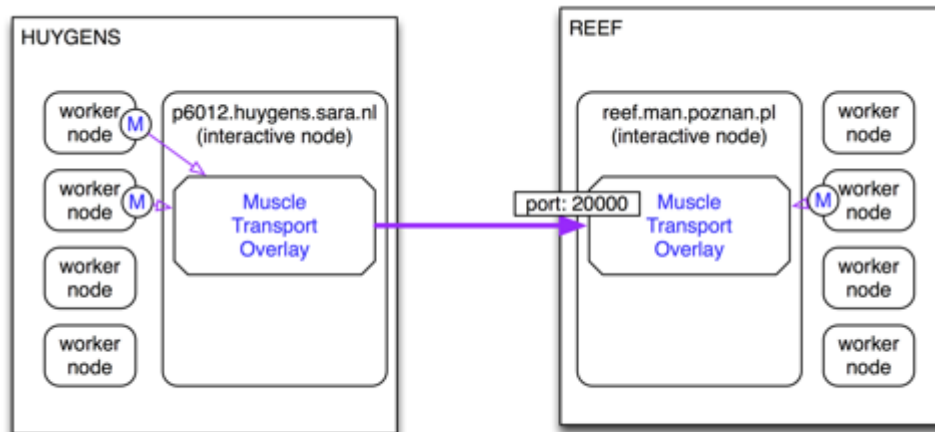 HUYGENS
worker
node
M
worker
node
M
worker
node
worker
node
p6012.huygens.sara.nl
(interactive node)
Muscle
Transport
Overlay
REEF
port: 20000
reef.man.poznan.pl
(interactive node)
Muscle
Transport
Overlay
worker
node
worker
node
M
worker
node
worker
node